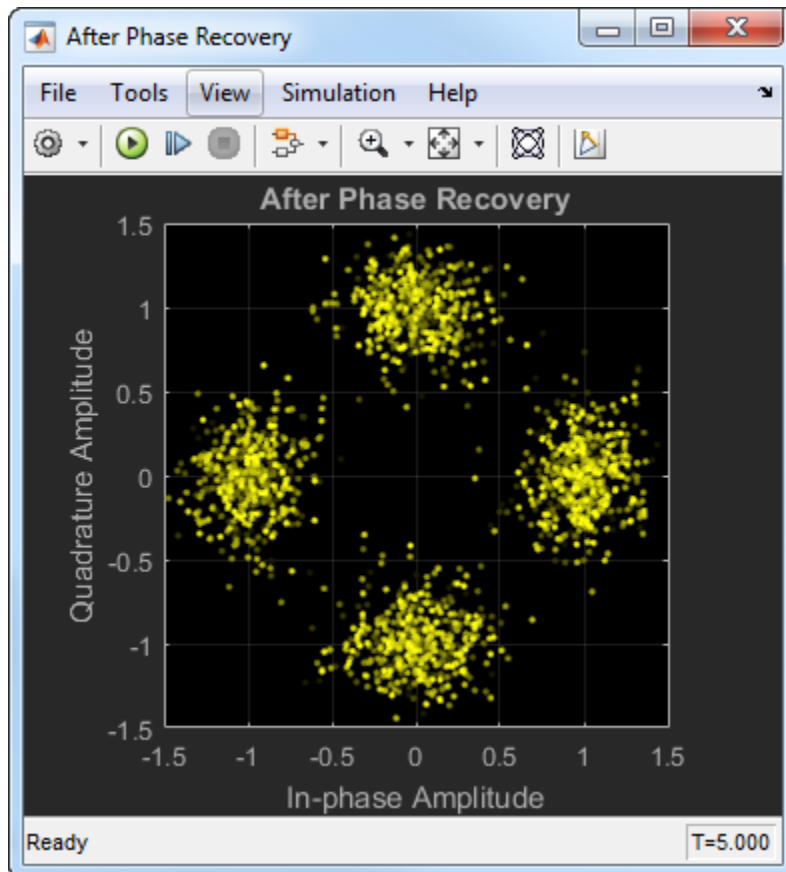 After Phase Recovery
File Tools View Simulation Help
After Phase Recovery
1.5
1
0.5
0
-0.5
-1
-1.5
Quadrature Amplitude
-1.5 -1 -0.5 0 0.5 1 1.5
In-phase Amplitude
Ready T=5.000